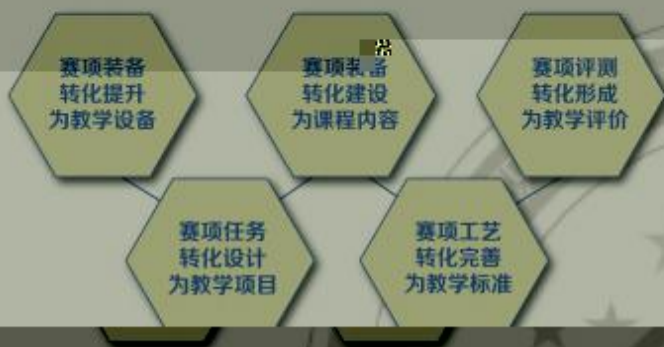 赛项装备
转化提升
为教学设备
赛项装备
转化建设
为课程内容
赛项评测
转化形成
为教学评价
赛项任务
转化设计
为教学项目
赛项工艺
转化完善
为教学标准